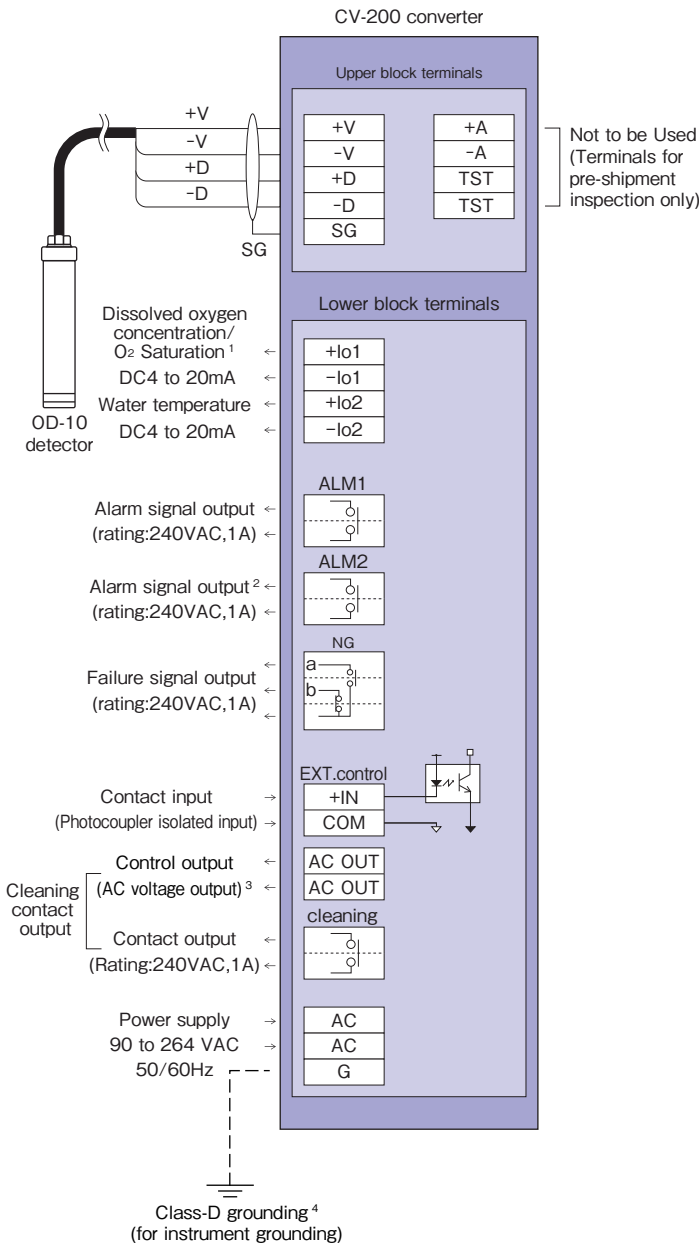 CV-200 converter
Upper block terminals
+V
-V
+D
-D
SG
+V
-V
+D
-D
SG
+A
-A
TST
TST
Not to be Used
(Terminals for
pre-shipment
inspection only)
OD-10
detector
Lower block terminals
Dissolved oxygen
concentration/
O2 Saturation 1
DC4 to 20mA
Water temperature
DC4 to 20mA
+Io1
-Io1
+Io2
-Io2
ALM1
Alarm signal output
(rating:240VAC,1A)
ALM2
Alarm signal output 2
(rating:240VAC,1A)
NG
a
b
Failure signal output
(rating:240VAC,1A)
EXT.control
Contact input
(Photocoupler isolated input)
+IN
COM
Control output
(AC voltage output) 3
AC OUT
AC OUT
Cleaning
contact
output
cleaning
Contact output
(Rating:240VAC,1A)
Power supply
90 to 264 VAC
50/60Hz
AC
AC
G
Class-D grounding 4
(for instrument grounding)